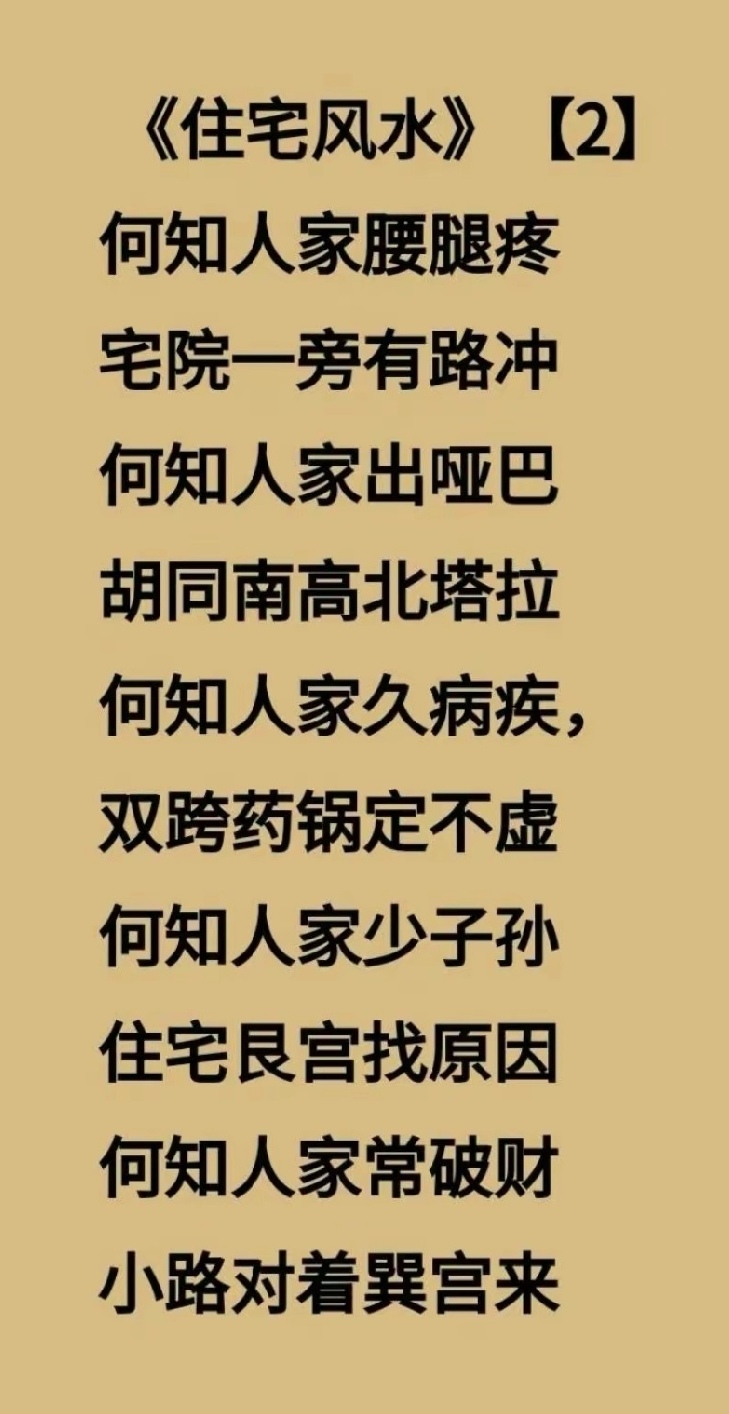 《住宅风水》【2】
何知人家腰腿疼
宅院一旁有路冲
何知人家出哑巴
胡同南高北塔拉
何知人家久病疾，
双跨药锅定不虚
何知人家少子孙
住宅艮宫找原因
何知人家常破财
小路对着巽宫来